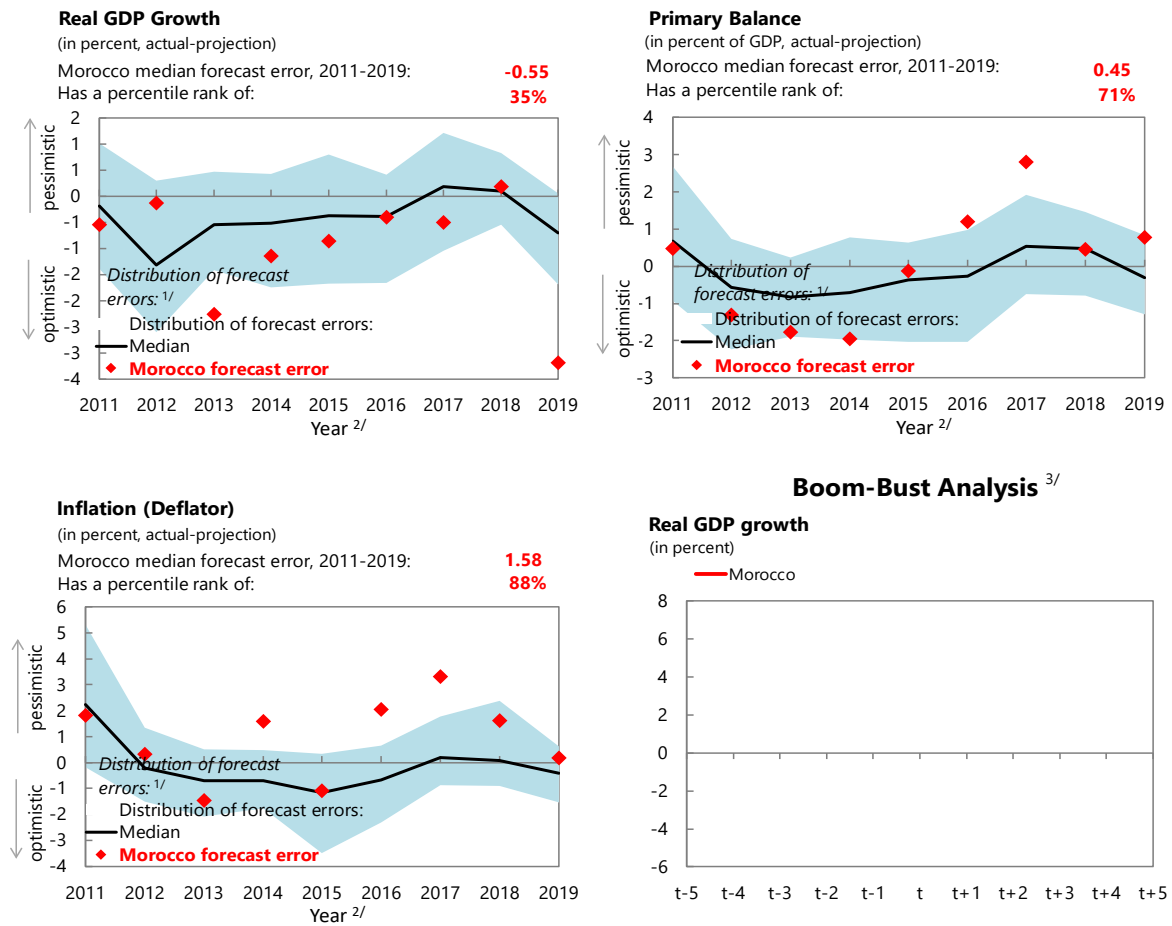 Real GDP Growth
(in percent, actual-projection)
Morocco median forecast error, 2011-2019: -0.55
Has a percentile rank of: 35%
pessimistic
optimistic
2
1
1
0
-1
-1
-2
-2
-3
-3
-4
Distribution of forecast
errors: 1/
Distribution of forecast errors:
Median
Morocco forecast error
2011 2012 2013 2014 2015 2016 2017 2018 2019
Year 2/
Primary Balance
(in percent of GDP, actual-projection)
Morocco median forecast error, 2011-2019: 0.45
Has a percentile rank of: 71%
pessimistic
optimistic
4
3
2
1
0
-1
-2
-3
Distribution of
forecast errors: 1/
Distribution of forecast errors:
Median
Morocco forecast error
2011 2012 2013 2014 2015 2016 2017 2018 2019
Year 2/
Inflation (Deflator)
(in percent, actual-projection)
Morocco median forecast error, 2011-2019: 1.58
Has a percentile rank of: 88%
pessimistic
optimistic
6
5
4
3
2
1
0
-1
-2
-3
-4
Distribution of forecast
errors: 1/
Distribution of forecast errors:
Median
Morocco forecast error
2011 2012 2013 2014 2015 2016 2017 2018 2019
Year 2/
Boom-Bust Analysis 3/
Real GDP growth
(in percent)
Morocco
8
6
4
2
0
-2
-4
-6
t-5 t-4 t-3 t-2 t-1 t t+1 t+2 t+3 t+4 t+5